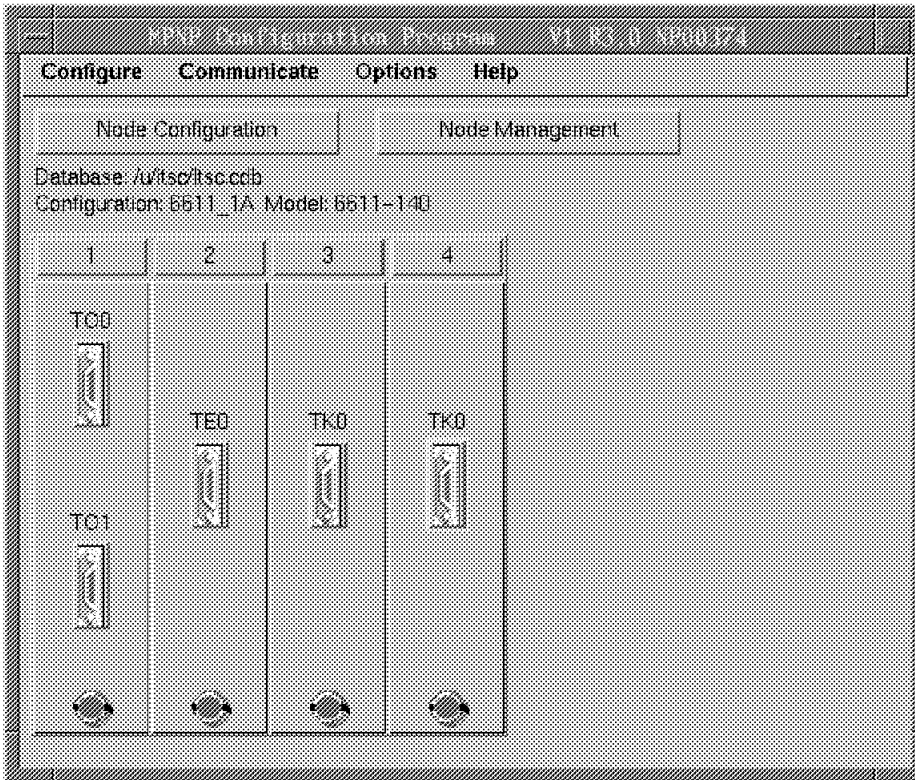 MPNP Configuration Program V1 R3.0 NP00374
Configure Communicate Options Help
Node Configuration Node Management
Database: /u/itsc/itsc.cdb
Configuration: 6611_1A Model: 6611-140
1 2 3 4
TO0
TE0 TK0 TK0
TO1